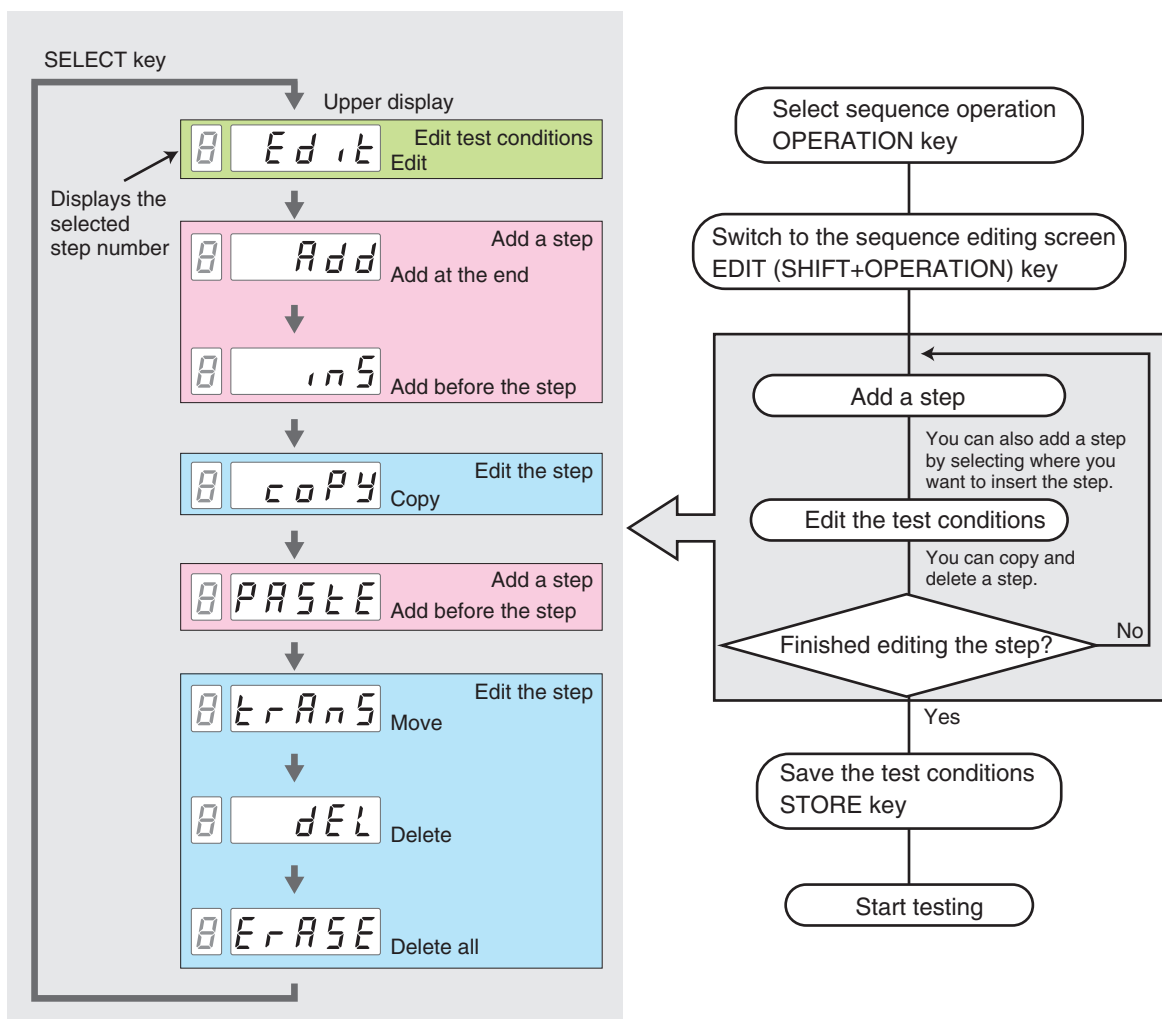 SELECT key
Upper display
8 Edit
Edit test conditions
Edit
Displays the
selected
step number
8 Add
Add a step
Add at the end
8 inS
Add before the step
8 coPY
Edit the step
Copy
8 PAStE
Add a step
Add before the step
8 trAnS
Edit the step
Move
8 dEL
Delete
8 ErASE
Delete all
Select sequence operation
OPERATION key
Switch to the sequence editing screen
EDIT (SHIFT+OPERATION) key
Add a step
You can also add a step
by selecting where you
want to insert the step.
Edit the test conditions
You can copy and
delete a step.
Finished editing the step?
No
Yes
Save the test conditions
STORE key
Start testing